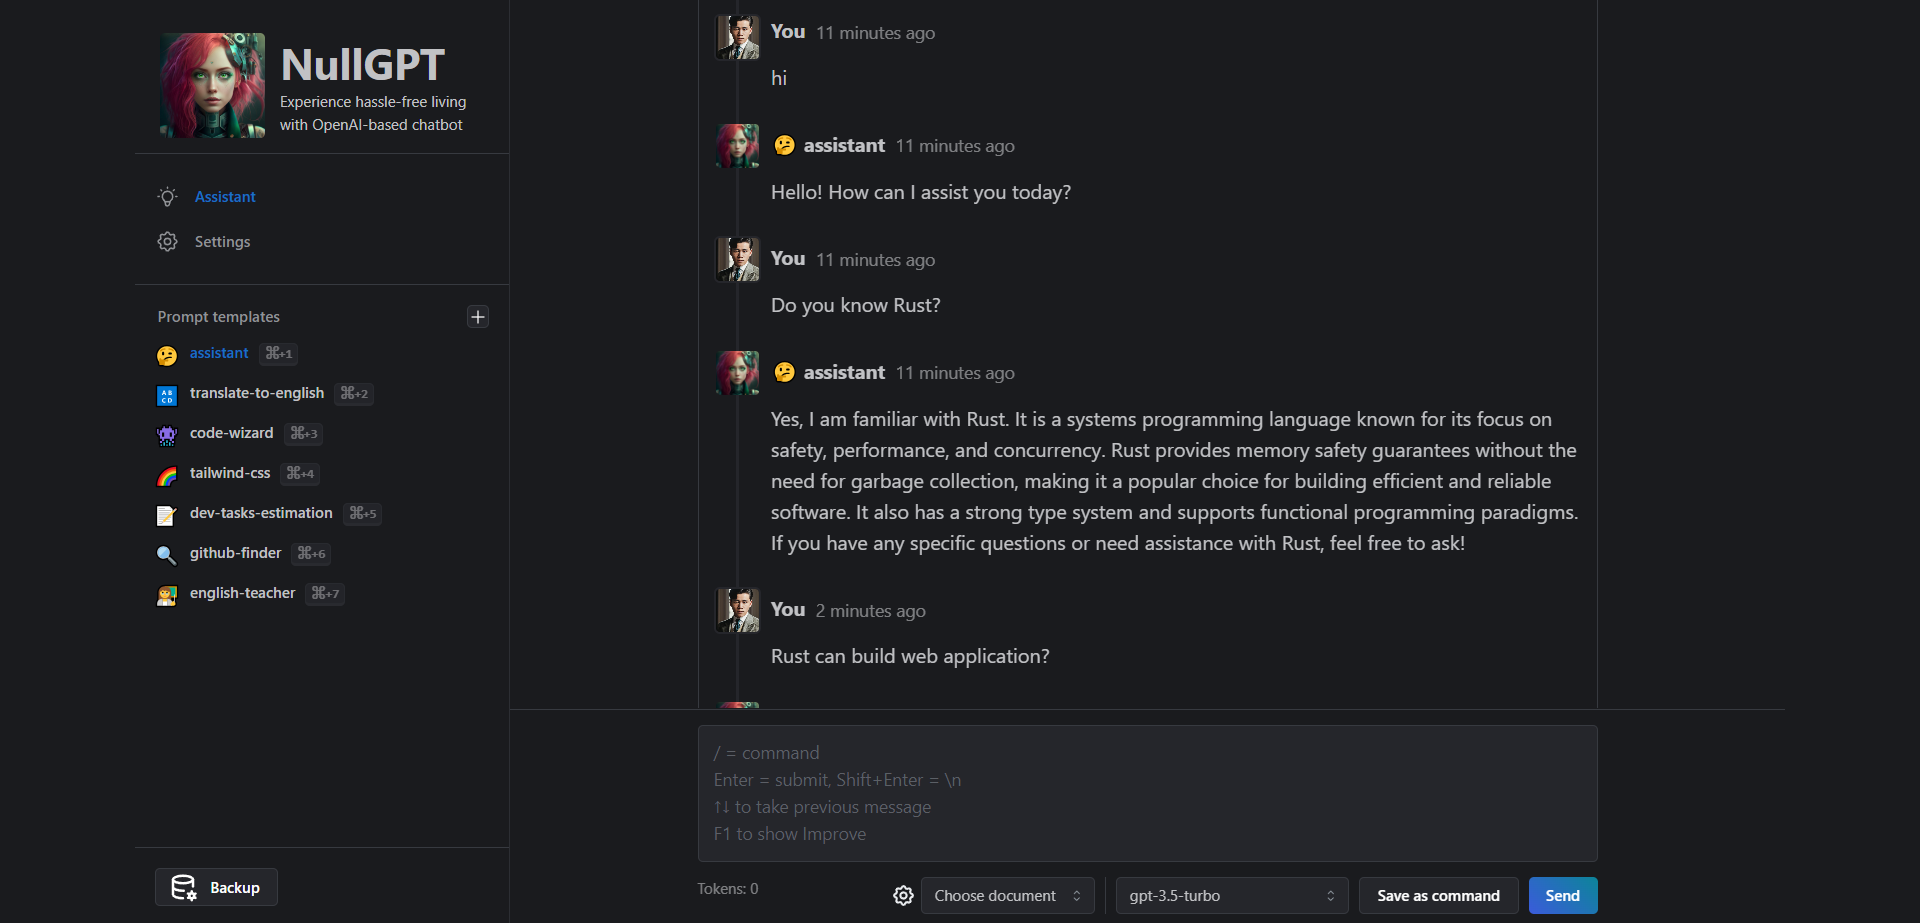 NullGPT
Experience hassle-free living
with OpenAI-based chatbot
Assistant
Settings
Prompt templates
assistant ⌘+1
translate-to-english ⌘+2
code-wizard ⌘+3
tailwind-css ⌘+4
dev-tasks-estimation ⌘+5
github-finder ⌘+6
english-teacher ⌘+7
Backup
You 11 minutes ago
hi
assistant 11 minutes ago
Hello! How can I assist you today?
You 11 minutes ago
Do you know Rust?
assistant 11 minutes ago
Yes, I am familiar with Rust. It is a systems programming language known for its focus on
safety, performance, and concurrency. Rust provides memory safety guarantees without the
need for garbage collection, making it a popular choice for building efficient and reliable
software. It also has a strong type system and supports functional programming paradigms.
If you have any specific questions or need assistance with Rust, feel free to ask!
You 2 minutes ago
Rust can build web application?
/ = command
Enter = submit, Shift+Enter = \n
↑↓ to take previous message
F1 to show Improve
Tokens: 0
Choose document
gpt-3.5-turbo
Save as command
Send